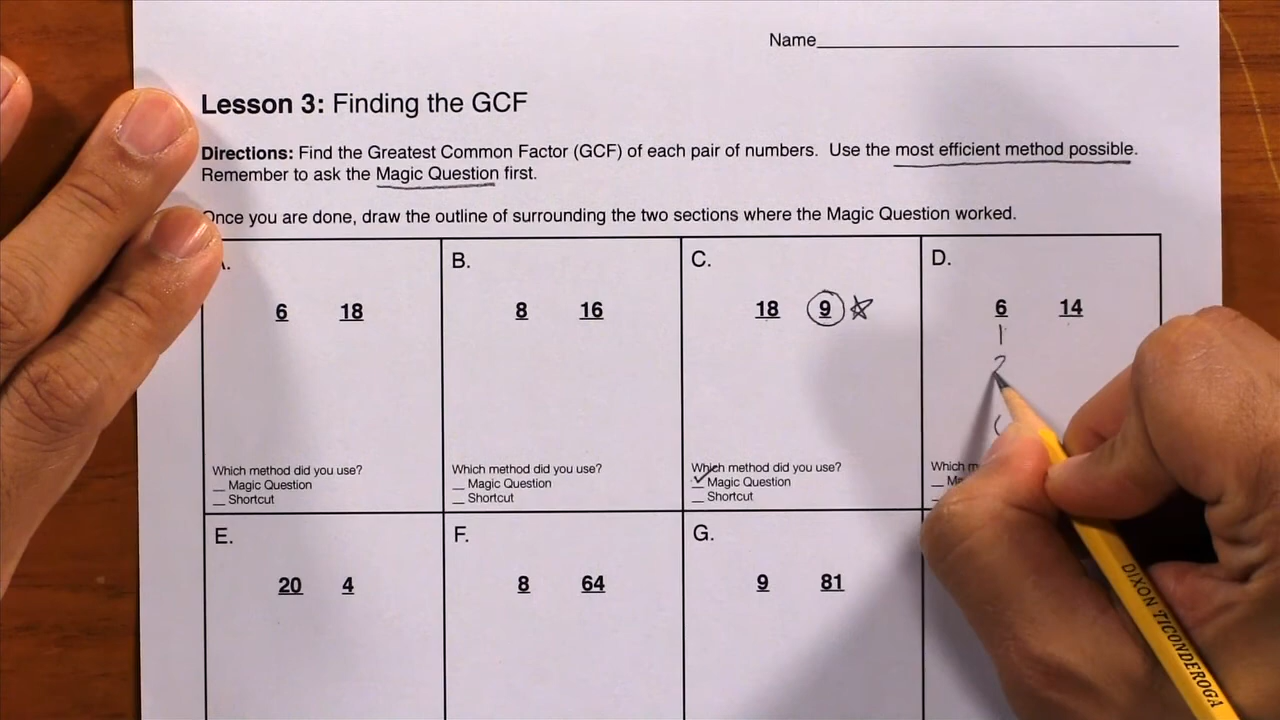 Name
Lesson 3: Finding the GCF
Directions: Find the Greatest Common Factor (GCF) of each pair of numbers. Use the most efficient method possible.
Remember to ask the Magic Question first.
Once you are done, draw the outline of surrounding the two sections where the Magic Question worked.
B. C. D.
6 18 8 16 18 9 6 14
1
2
Which method did you use? Which method did you use? Which method did you use? Which
Magic Question Magic Question Magic Question
Shortcut Shortcut Shortcut
E. F. G.
20 4 8 64 9 81
DIXON TICONDEROGA